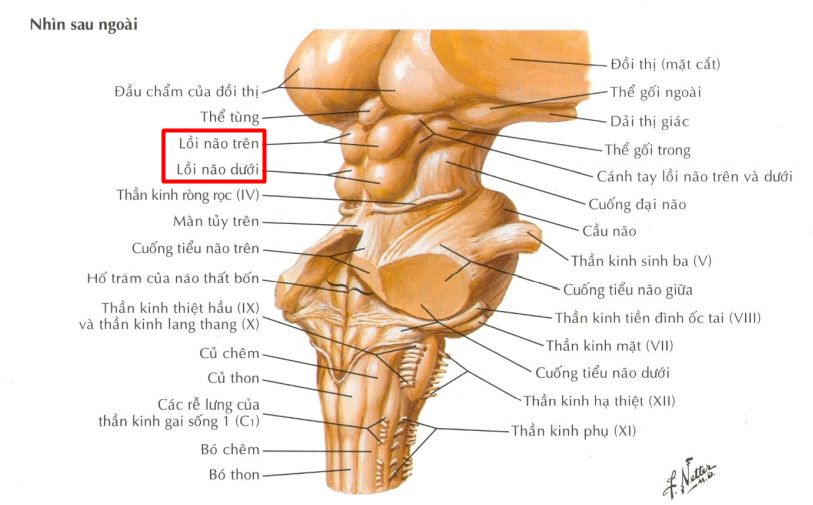 Nhìn sau ngoài
Đầu chẩm của đồi thị
Thể tùng
Lồi não trên
Lồi não dưới
Thần kinh ròng rọc (IV)
Màn tủy trên
Cuống tiểu não trên
Hố trám của não thất bốn
Thần kinh thiệt hầu (IX)
và thần kinh lang thang (X)
Củ chêm
Củ thon
Các rễ lưng của
thần kinh gai sống 1 (C1)
Bó chêm
Bó thon
Đồi thị (mặt cắt)
Thể gối ngoài
Dải thị giác
Thể gối trong
Cánh tay lồi não trên và dưới
Cuống đại não
Cầu não
Thần kinh sinh ba (V)
Cuống tiểu não giữa
Thần kinh tiền đình ốc tai (VIII)
Thần kinh mặt (VII)
Cuống tiểu não dưới
Thần kinh hạ thiệt (XII)
Thần kinh phụ (XI)
F. Netter
M.D.